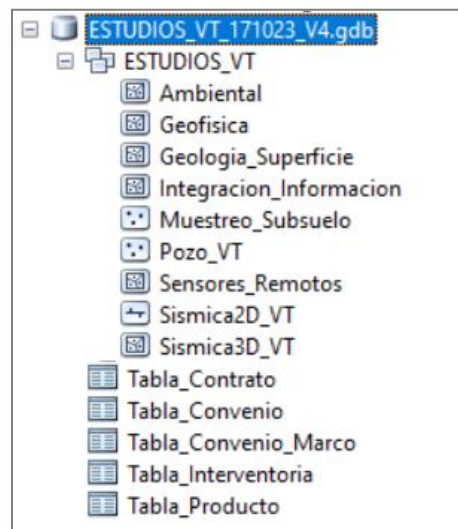 ESTUDIOS_VT_171023_V4.gdb
ESTUDIOS_VT
Ambiental
Geofisica
Geologia_Superficie
Integracion_Informacion
Muestreo_Subsuelo
Pozo_VT
Sensores_Remotos
Sismica2D_VT
Sismica3D_VT
Tabla_Contrato
Tabla_Convenio
Tabla_Convenio_Marco
Tabla_Interventoria
Tabla_Producto